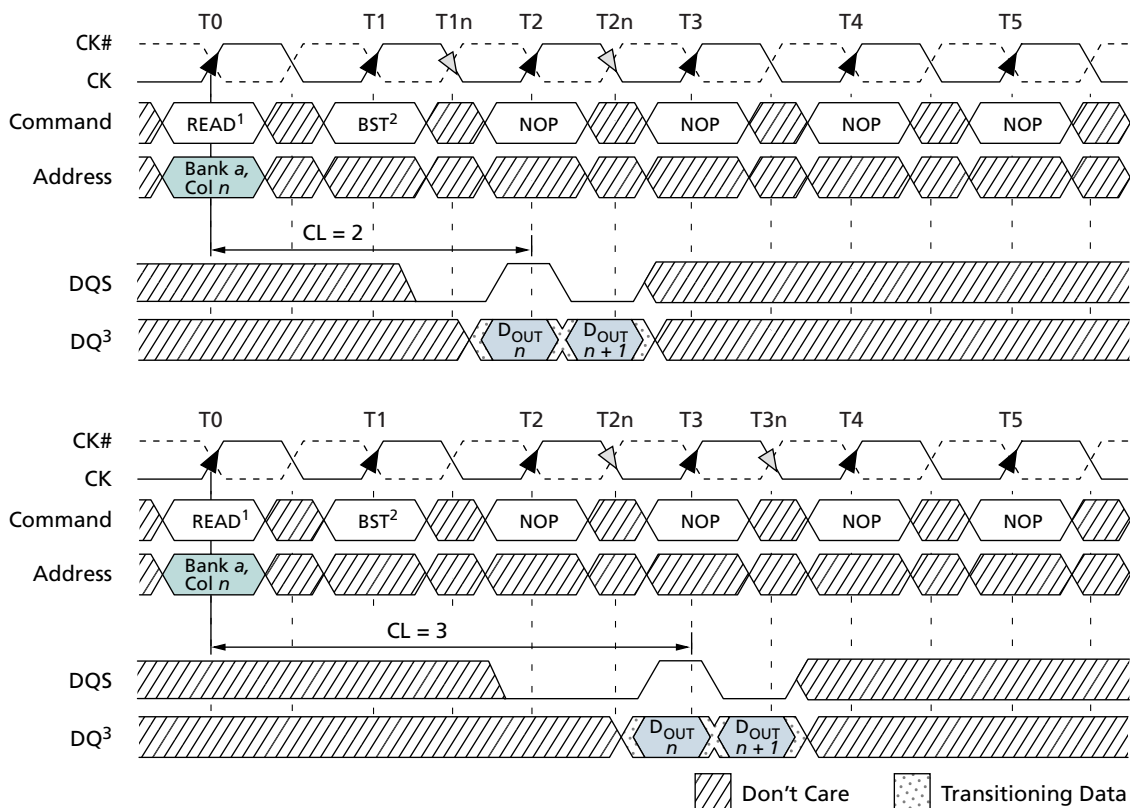 T0 T1 T1n T2 T2n T3 T4 T5
CK#
CK
Command READ¹ BST² NOP NOP NOP NOP
Address Bank a,
Col n
CL = 2
DQS
DQ³ DOUT n DOUT n + 1
T0 T1 T2 T2n T3 T3n T4 T5
CK#
CK
Command READ¹ BST² NOP NOP NOP NOP
Address Bank a,
Col n
CL = 3
DQS
DQ³ DOUT n DOUT n + 1
Don't Care Transitioning Data